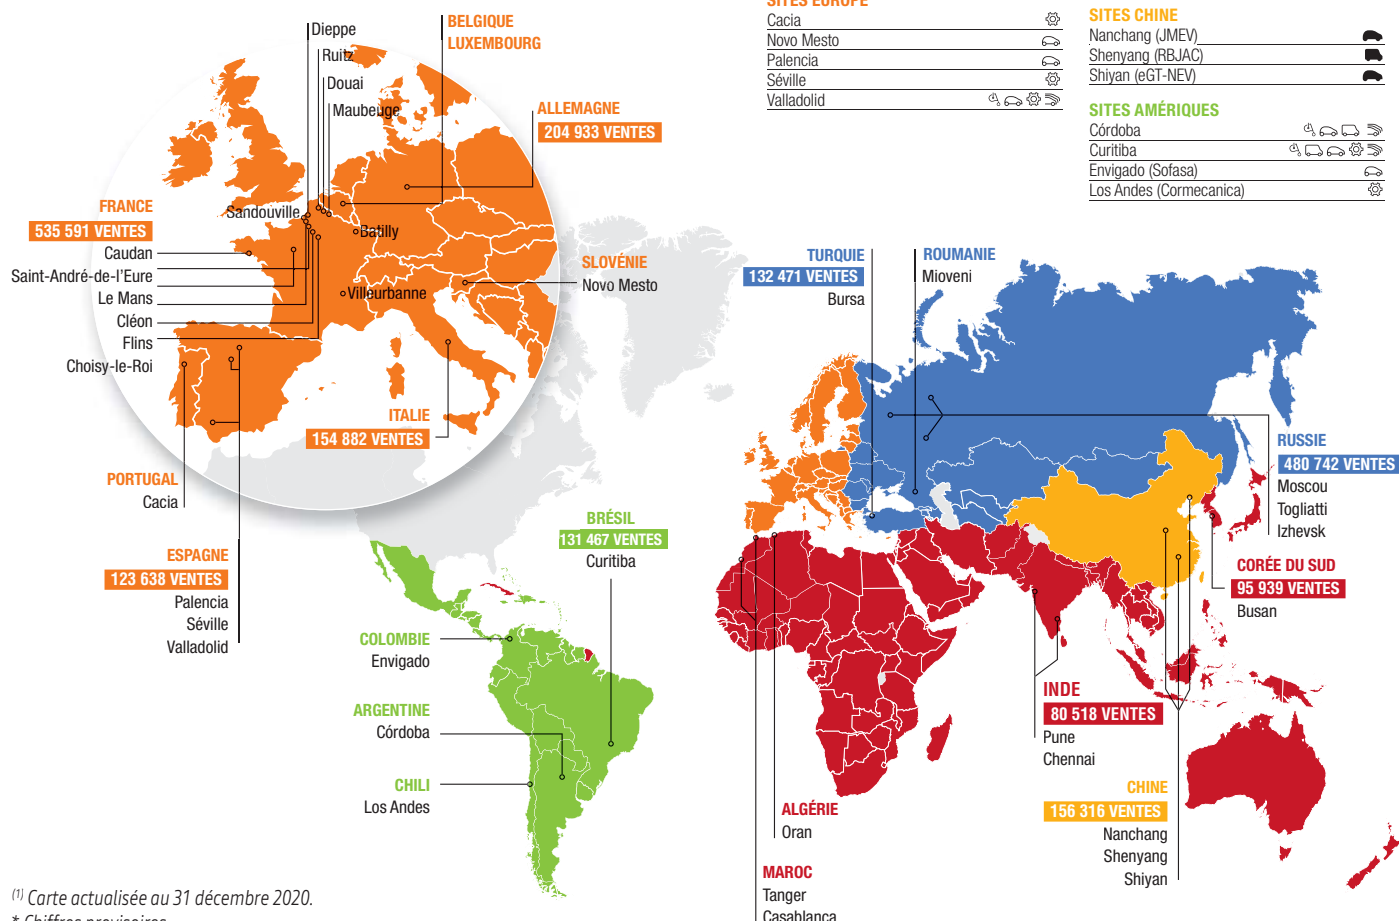 SITES EUROPE
Cacia
Novo Mesto
Palencia
Séville
Valladolid
SITES CHINE
Nanchang (JMEV)
Shenyang (RBJAC)
Shiyan (eGT-NEV)
SITES AMÉRIQUES
Córdoba
Curitiba
Envigado (Sofasa)
Los Andes (Cormecanica)
Dieppe
Ruitz
Douai
Maubeuge
BELGIQUE
LUXEMBOURG
ALLEMAGNE
204 933 VENTES
Sandouville
Batilly
Villeurbanne
FRANCE
535 591 VENTES
Caudan
Saint-André-de-l'Eure
Le Mans
Cléon
Flins
Choisy-le-Roi
SLOVÉNIE
Novo Mesto
ITALIE
154 882 VENTES
PORTUGAL
Cacia
ESPAGNE
123 638 VENTES
Palencia
Séville
Valladolid
TURQUIE
132 471 VENTES
Bursa
ROUMANIE
Mioveni
RUSSIE
480 742 VENTES
Moscou
Togliatti
Izhevsk
CORÉE DU SUD
95 939 VENTES
Busan
BRÉSIL
131 467 VENTES
Curitiba
COLOMBIE
Envigado
ARGENTINE
Córdoba
CHILI
Los Andes
INDE
80 518 VENTES
Pune
Chennai
CHINE
156 316 VENTES
Nanchang
Shenyang
Shiyan
ALGÉRIE
Oran
MAROC
Tanger
Casablanca
(1) Carte actualisée au 31 décembre 2020.
* Chiffres provisoires